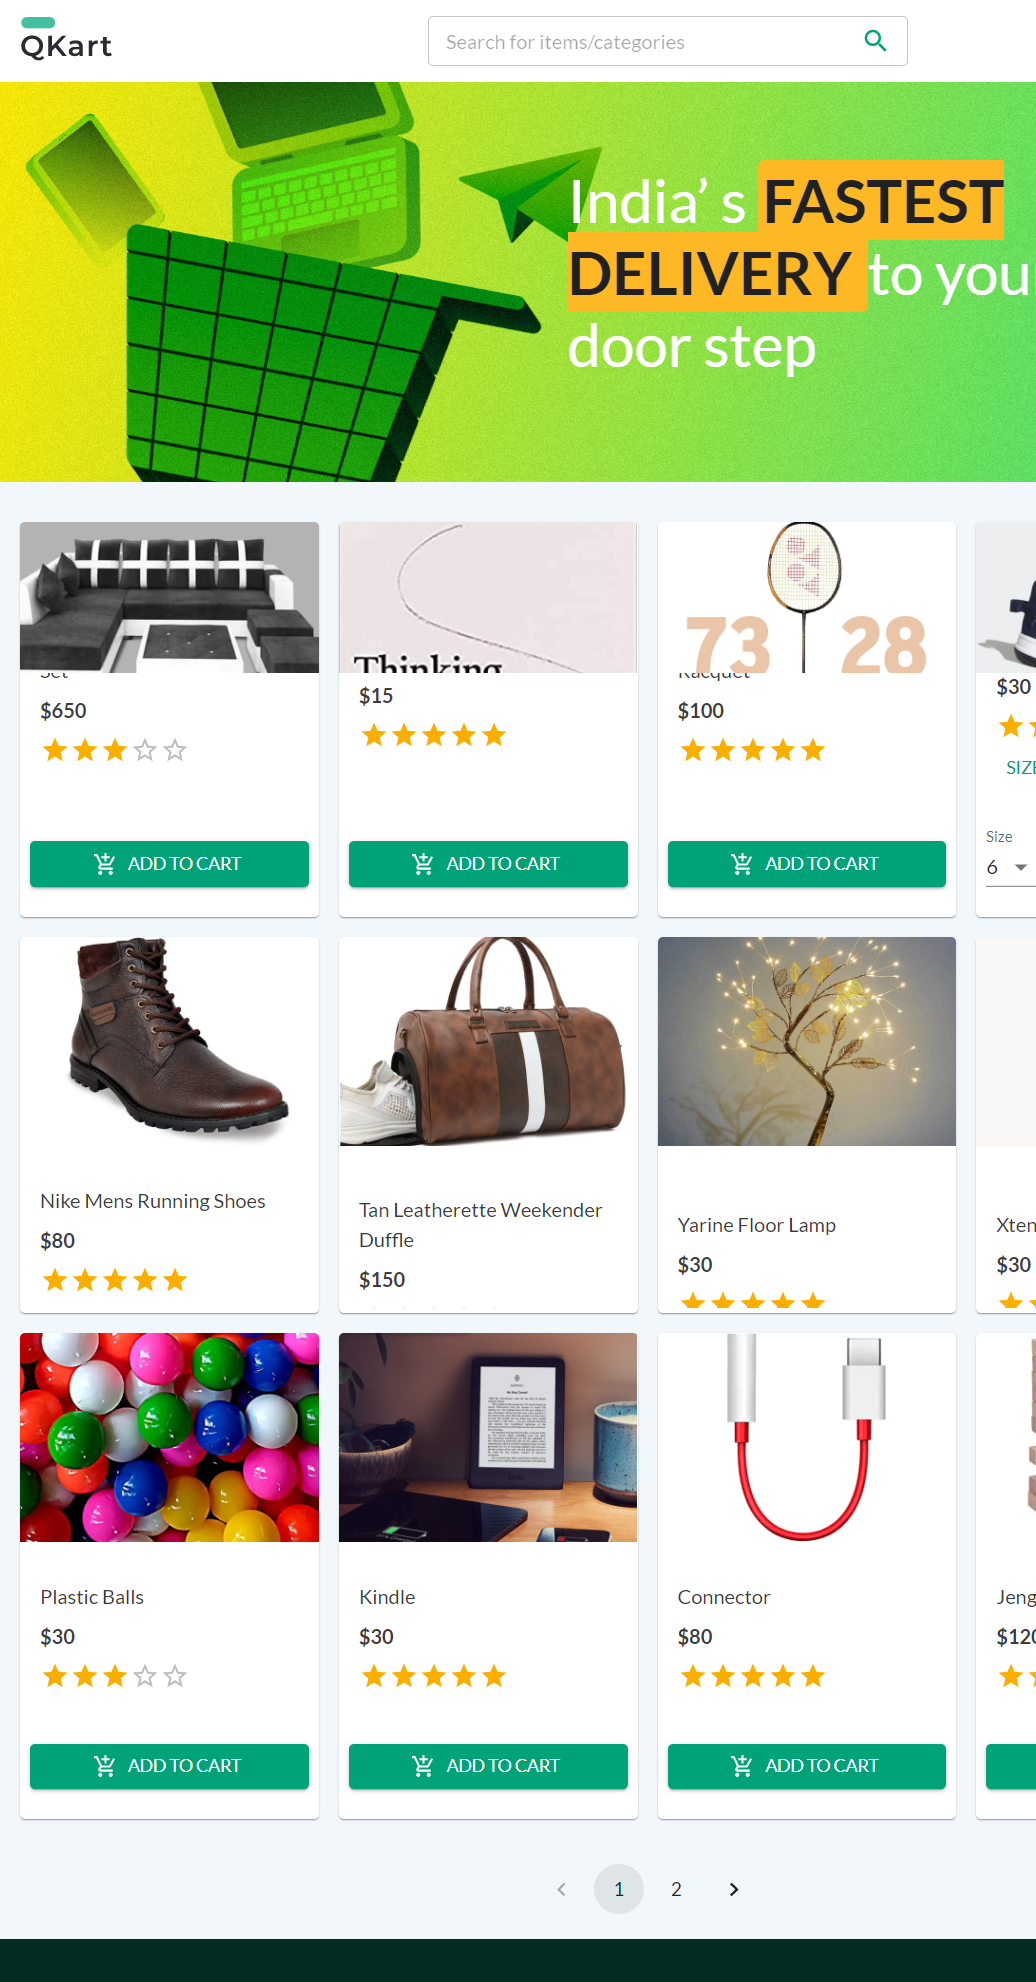 QKart
Search for items/categories
India’ s FASTEST
DELIVERY to your
door step
Thinking
73 28
Set
$650
$15
Racquet
$100
$30
SIZE
Size
6
ADD TO CART
ADD TO CART
ADD TO CART
Nike Mens Running Shoes
$80
Tan Leatherette Weekender
Duffle
$150
Yarine Floor Lamp
$30
Xten
$30
Plastic Balls
$30
Kindle
$30
Connector
$80
Jeng
$120
ADD TO CART
ADD TO CART
ADD TO CART
1 2